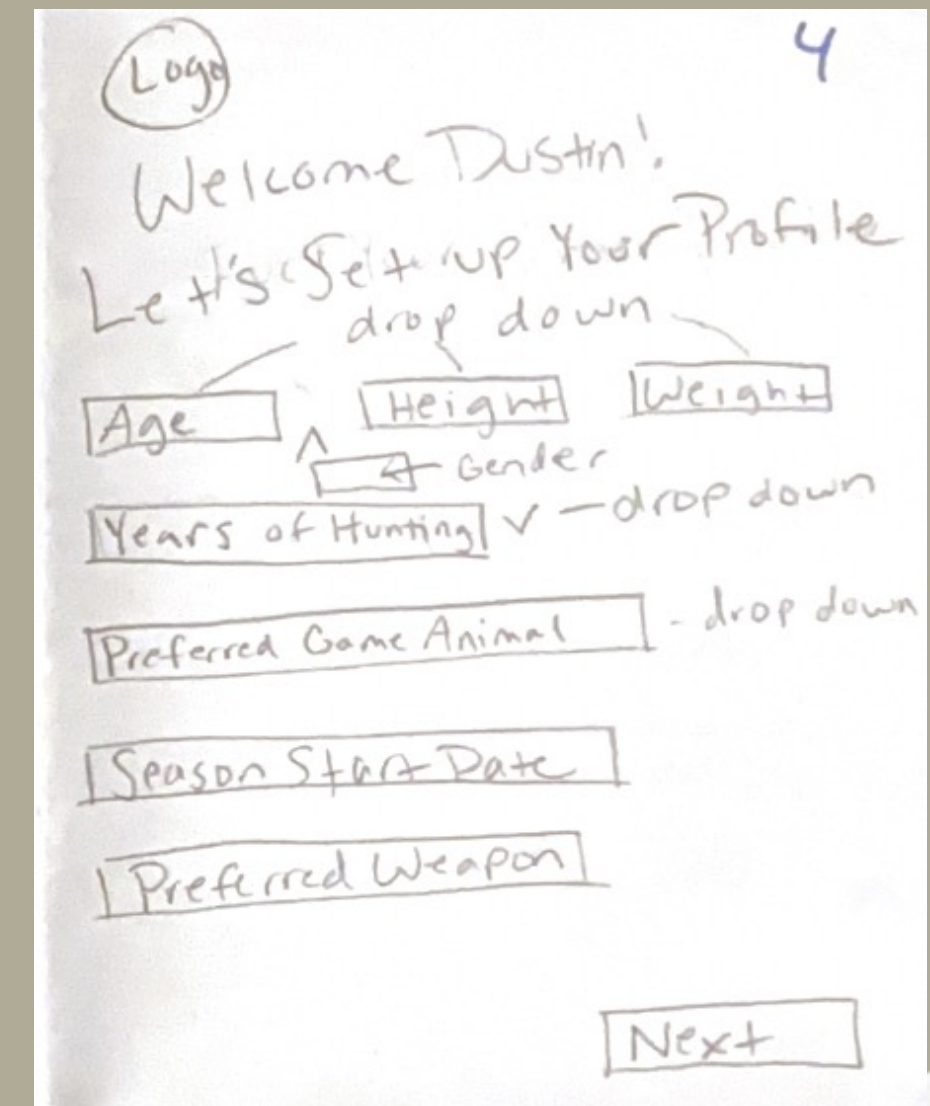 Logo
4
Welcome Dustin!
Let's Set up Your Profile
drop down
Age
Height
Weight
Gender
Years of Hunting
- drop down
Preferred Game Animal
- drop down
Season Start Date
Preferred Weapon
Next